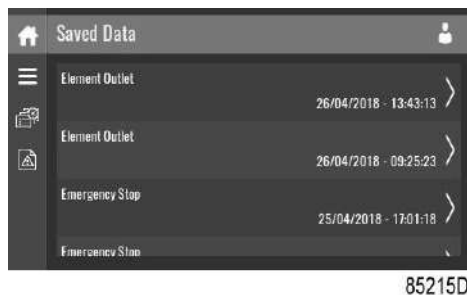 Saved Data
Element Outlet
26/04/2018 - 13:43:13
Element Outlet
26/04/2018 - 09:25:23
Emergency Stop
25/04/2018 - 17:01:18
Emergency Stop
85215D